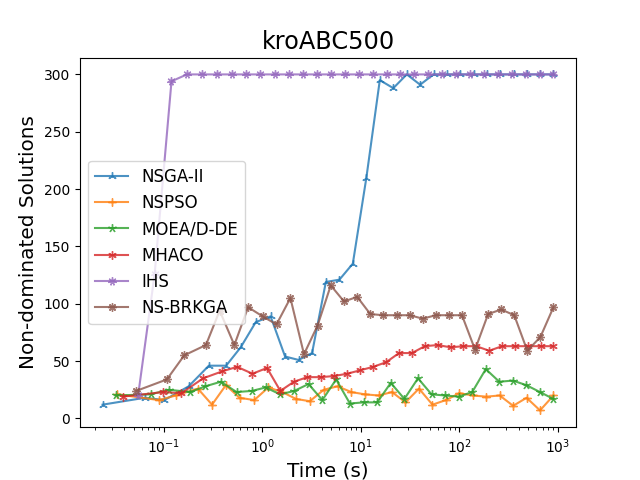 kroABC500
Non-dominated Solutions
300
250
200
150
100
50
0
NSGA-II
NSPSO
MOEA/D-DE
MHACO
IHS
NS-BRKGA
10⁻¹ 10⁰ 10¹ 10² 10³
Time (s)